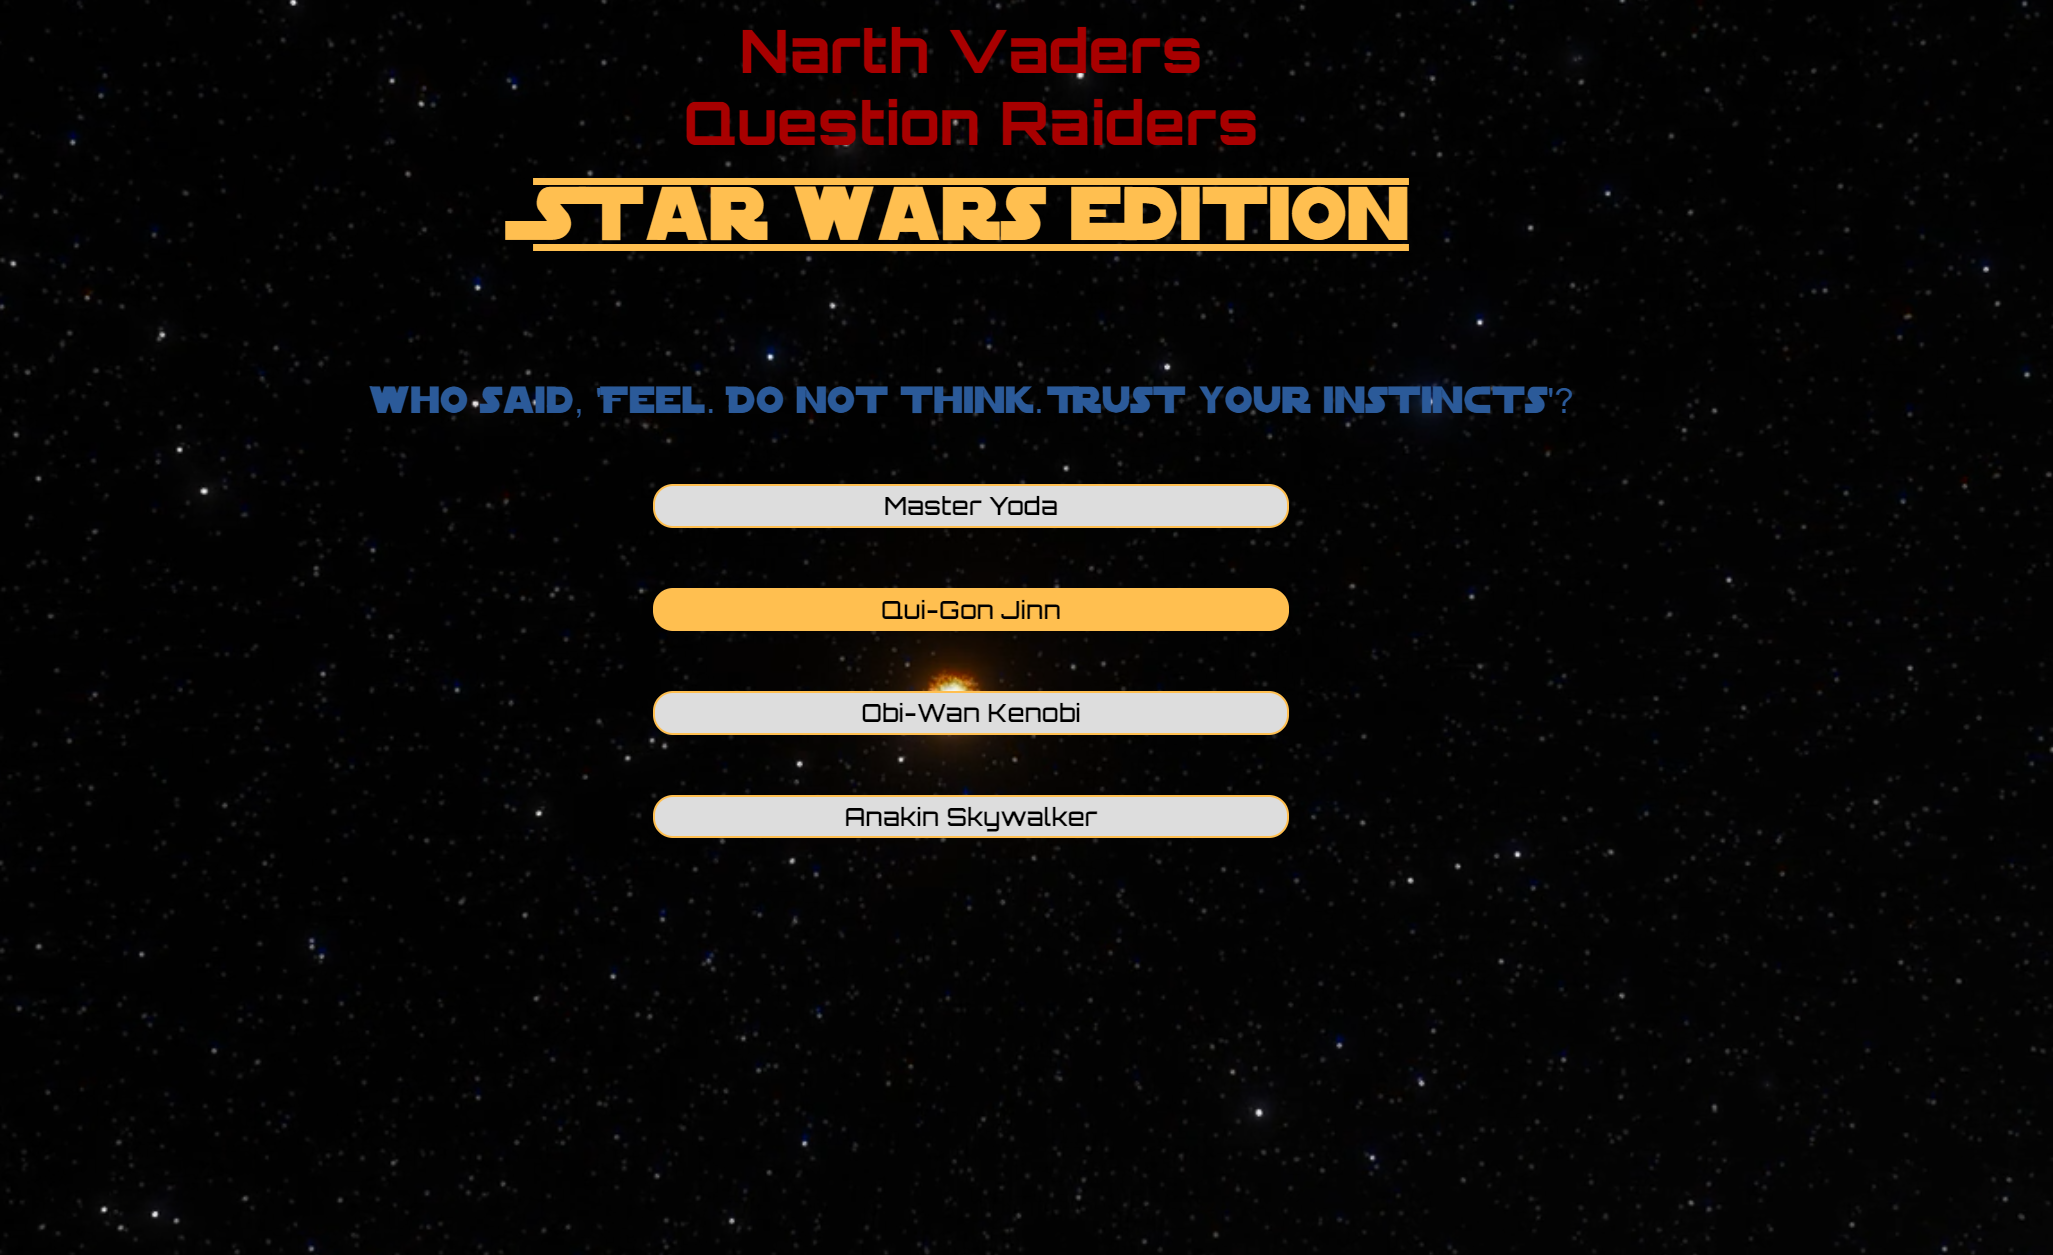 Narth Vaders
Question Raiders
STAR WARS EDITION
Who Said, 'Feel. Do not think. Trust your instincts'?
Master Yoda
Qui-Gon Jinn
Obi-Wan Kenobi
Anakin Skywalker